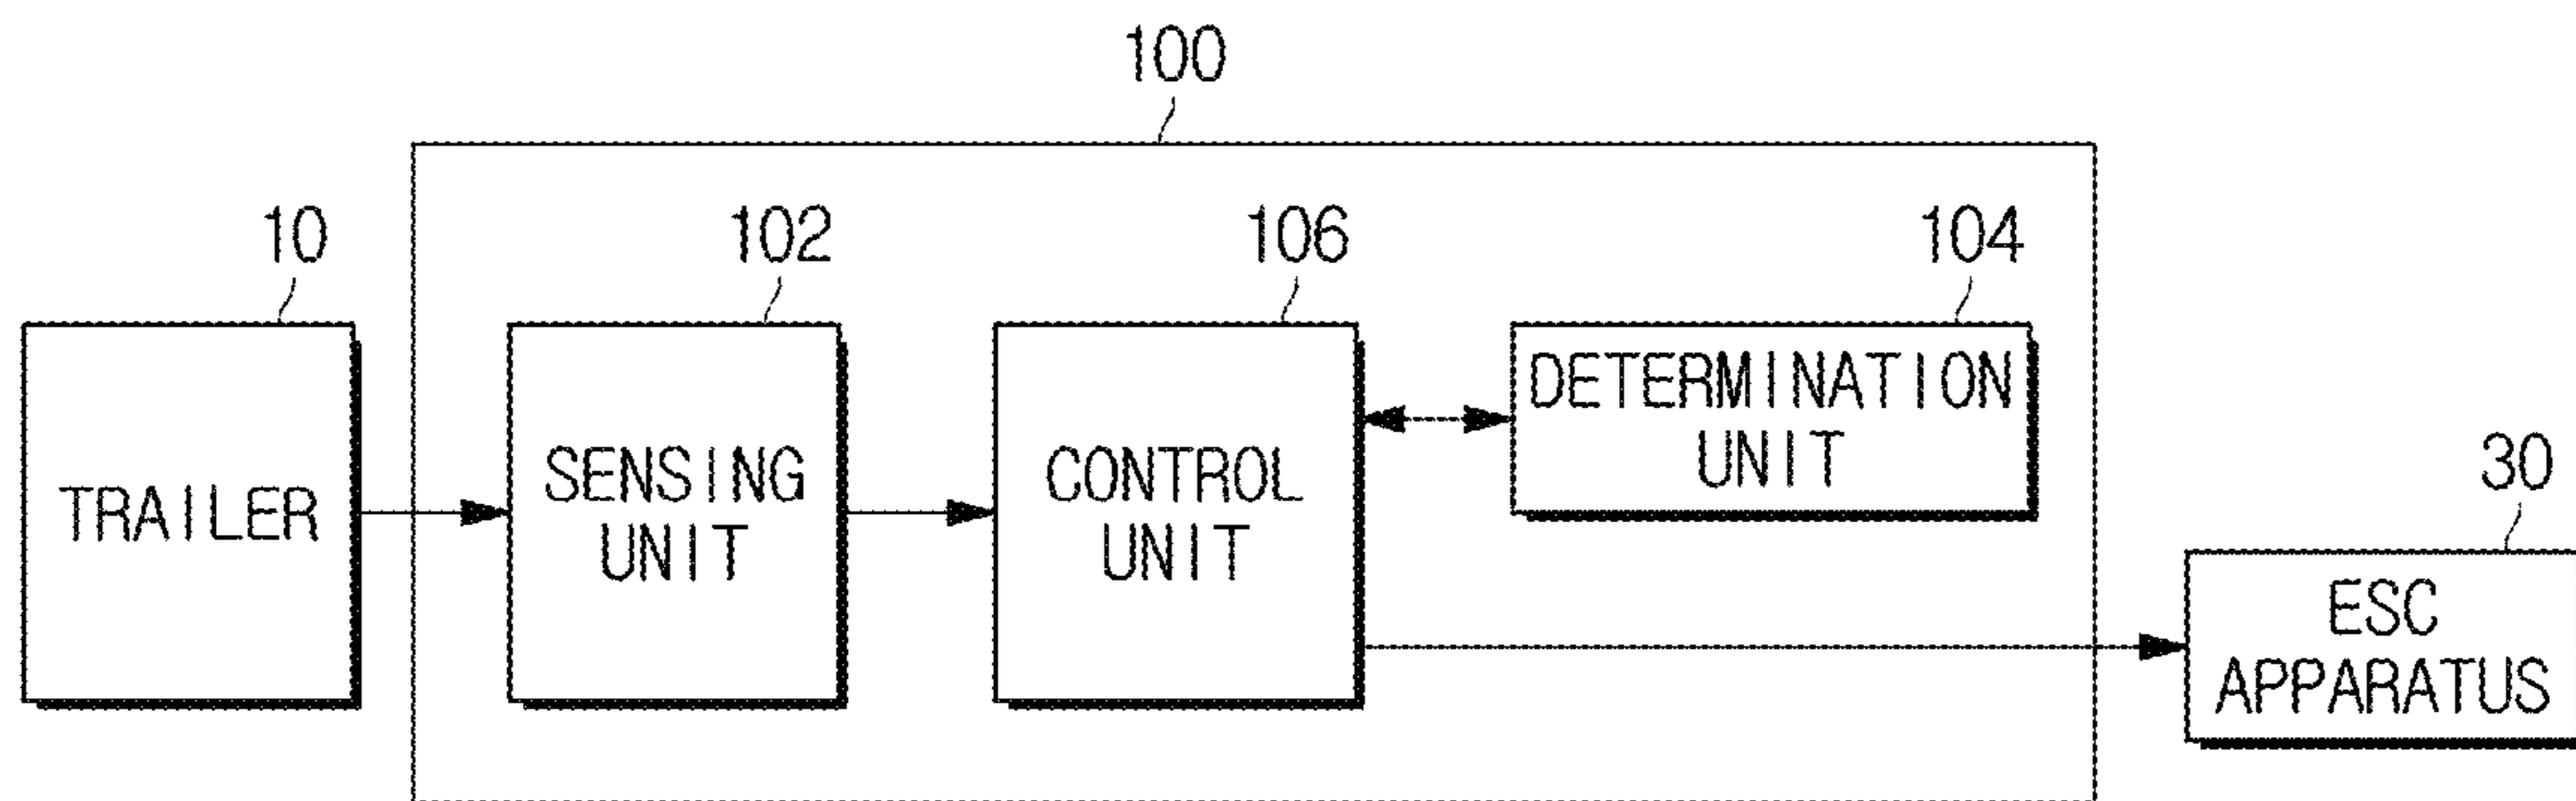 100
10
102
106
104
TRAILER
SENSING
UNIT
CONTROL
UNIT
DETERMINATION
UNIT
30
ESC
APPARATUS